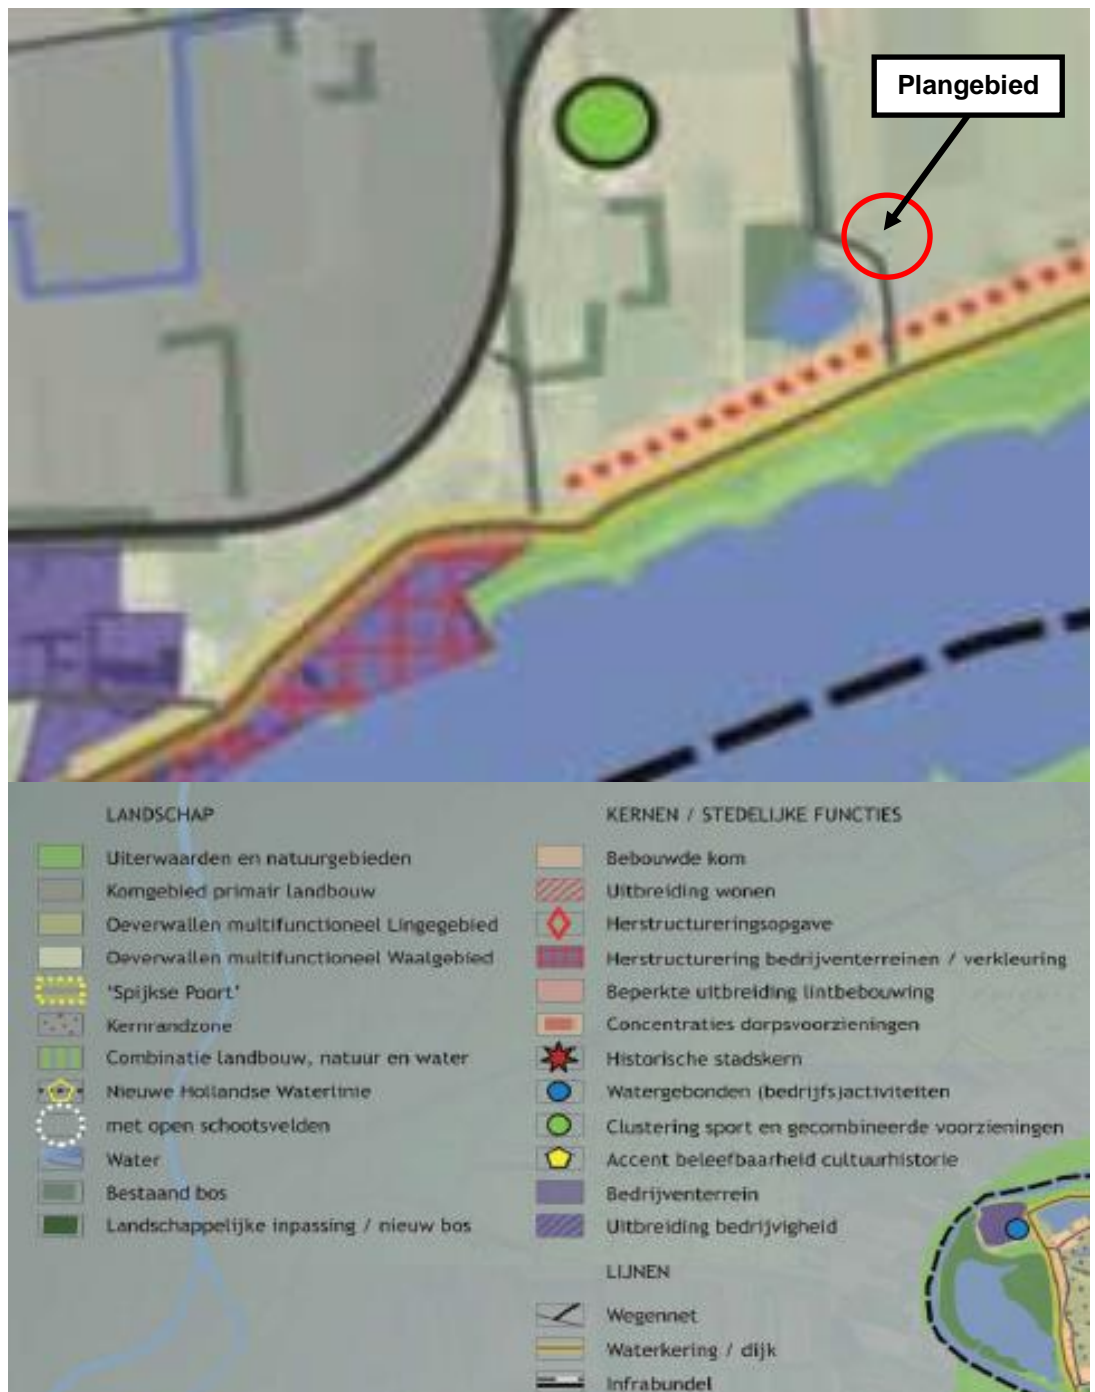 Plangebied
LANDSCHAP
Uiterwaarden en natuurgebieden
Komgebied primair landbouw
Oeverwallen multifunctioneel Lingegebied
Oeverwallen multifunctioneel Waalgebied
'Spijkse Poort'
Kernrandzone
Combinatie landbouw, natuur en water
Nieuwe Hollandse Waterlinie
met open schootsvelden
Water
Bestaand bos
Landschappelijke inpassing / nieuw bos
KERNEN / STEDELIJKE FUNCTIES
Bebouwde kom
Uitbreiding wonen
Herstructureringsopgave
Herstructurering bedrijventerreinen / verkleuring
Beperkte uitbreiding lintbebouwing
Concentraties dorpsvoorzieningen
Historische stadskern
Watergebonden (bedrijfs)activiteiten
Clustering sport en gecombineerde voorzieningen
Accent beleefbaarheid cultuurhistorie
Bedrijventerrein
Uitbreiding bedrijvigheid
LIJNEN
Wegennet
Waterkering / dijk
Infrabundel